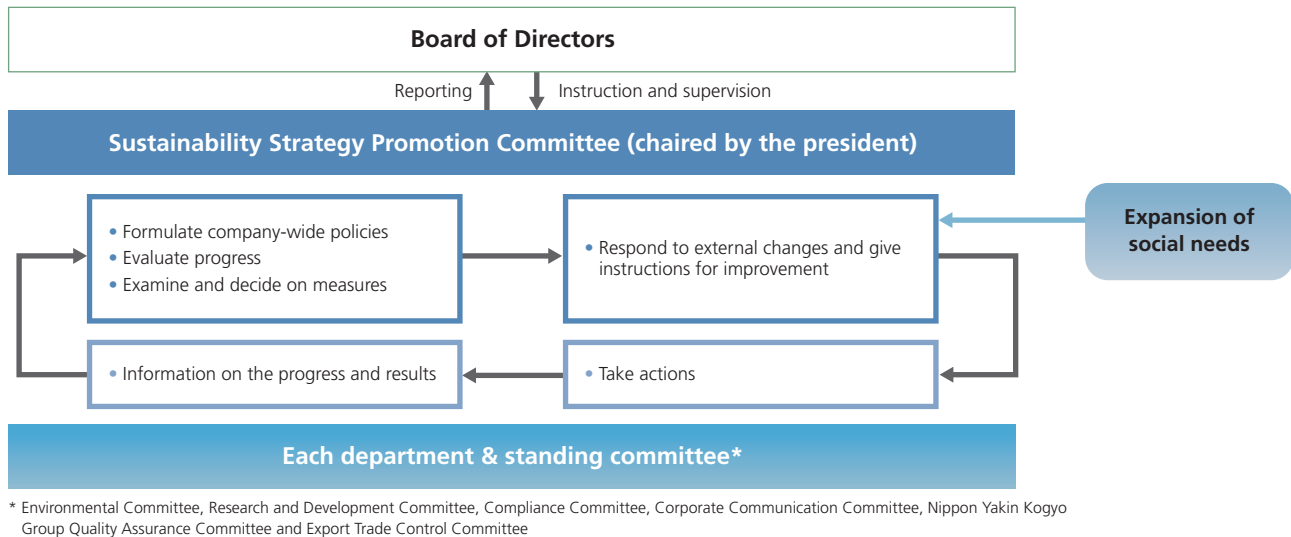 Board of Directors
Reporting
Instruction and supervision
Sustainability Strategy Promotion Committee (chaired by the president)
• Formulate company-wide policies
• Evaluate progress
• Examine and decide on measures
• Respond to external changes and give
instructions for improvement
Expansion of
social needs
• Information on the progress and results
• Take actions
Each department & standing committee*
* Environmental Committee, Research and Development Committee, Compliance Committee, Corporate Communication Committee, Nippon Yakin Kogyo
Group Quality Assurance Committee and Export Trade Control Committee